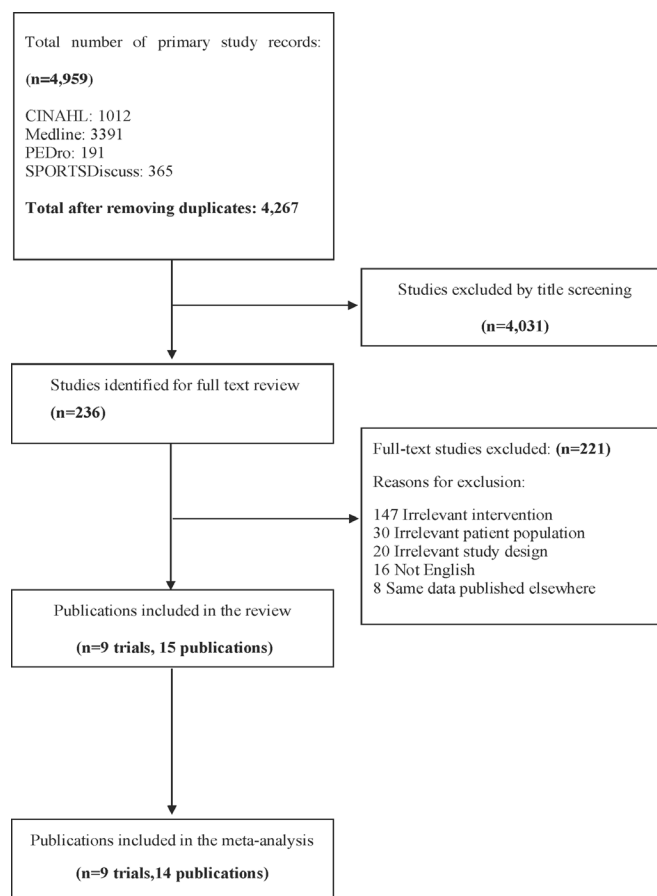 Total number of primary study records:
(n=4,959)
CINAHL: 1012
Medline: 3391
PEDro: 191
SPORTSDiscuss: 365
Total after removing duplicates: 4,267
Studies excluded by title screening
(n=4,031)
Studies identified for full text review
(n=236)
Full-text studies excluded: (n=221)
Reasons for exclusion:
147 Irrelevant intervention
30 Irrelevant patient population
20 Irrelevant study design
16 Not English
8 Same data published elsewhere
Publications included in the review
(n=9 trials, 15 publications)
Publications included in the meta-analysis
(n=9 trials,14 publications)